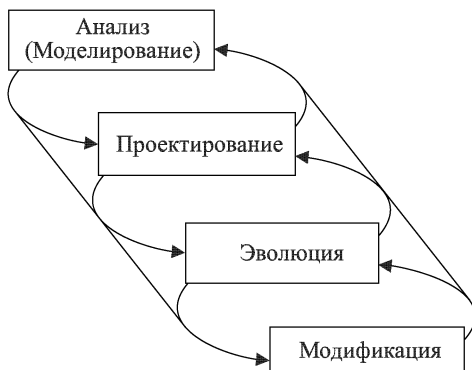 Анализ
(Моделирование)
Проектирование
Эволюция
Модификация